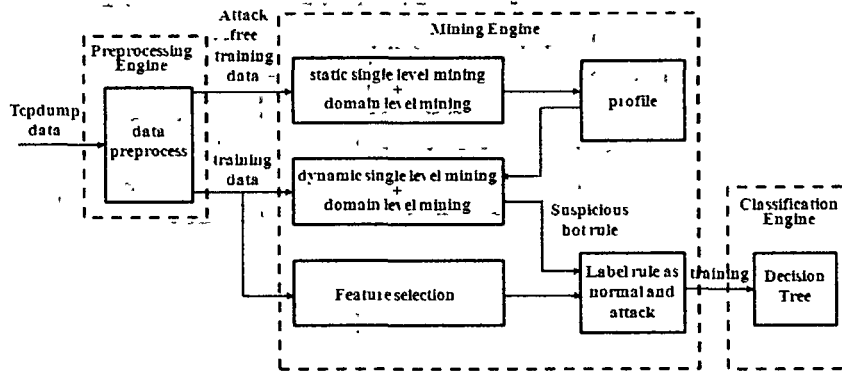 Attack
free
training
data
Mining Engine
Preprocessing
Engine
static single level mining
+
domain level mining
profile
Tcpdump
data
data
preprocess
training
data
dynamic single level mining
+
domain level mining
Suspicious
bot rule
Classification
Engine
Feature selection
Label rule as
normal and
attack
training
Decision
Tree